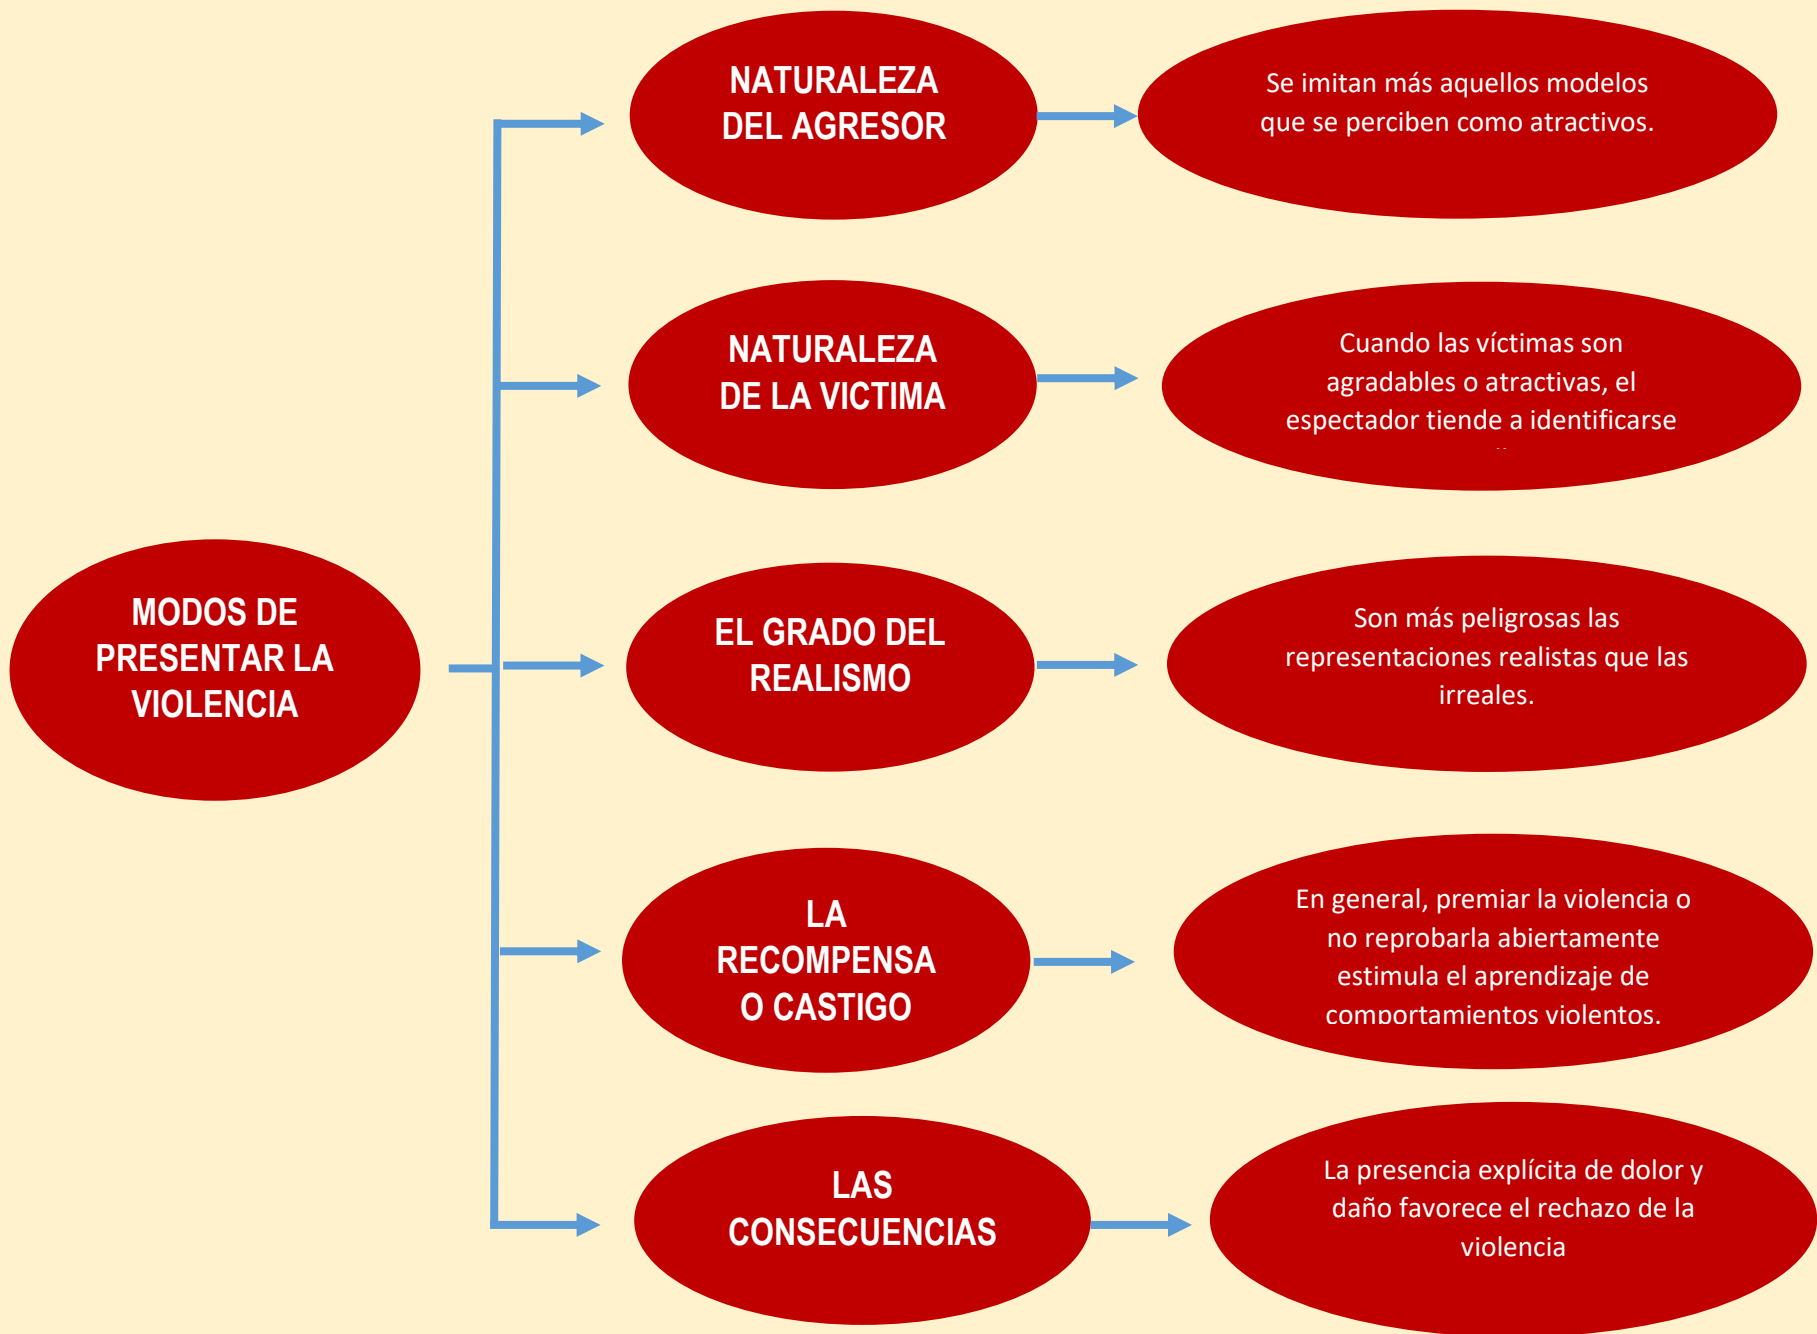 NATURALEZA
DEL AGRESOR
Se imitan más aquellos modelos
que se perciben como atractivos.
NATURALEZA
DE LA VICTIMA
Cuando las víctimas son
agradables o atractivas, el
espectador tiende a identificarse
MODOS DE
PRESENTAR LA
VIOLENCIA
EL GRADO DEL
REALISMO
Son más peligrosas las
representaciones realistas que las
irreales.
LA
RECOMPENSA
O CASTIGO
En general, premiar la violencia o
no reprobarla abiertamente
estimula el aprendizaje de
comportamientos violentos.
LAS
CONSECUENCIAS
La presencia explícita de dolor y
daño favorece el rechazo de la
violencia